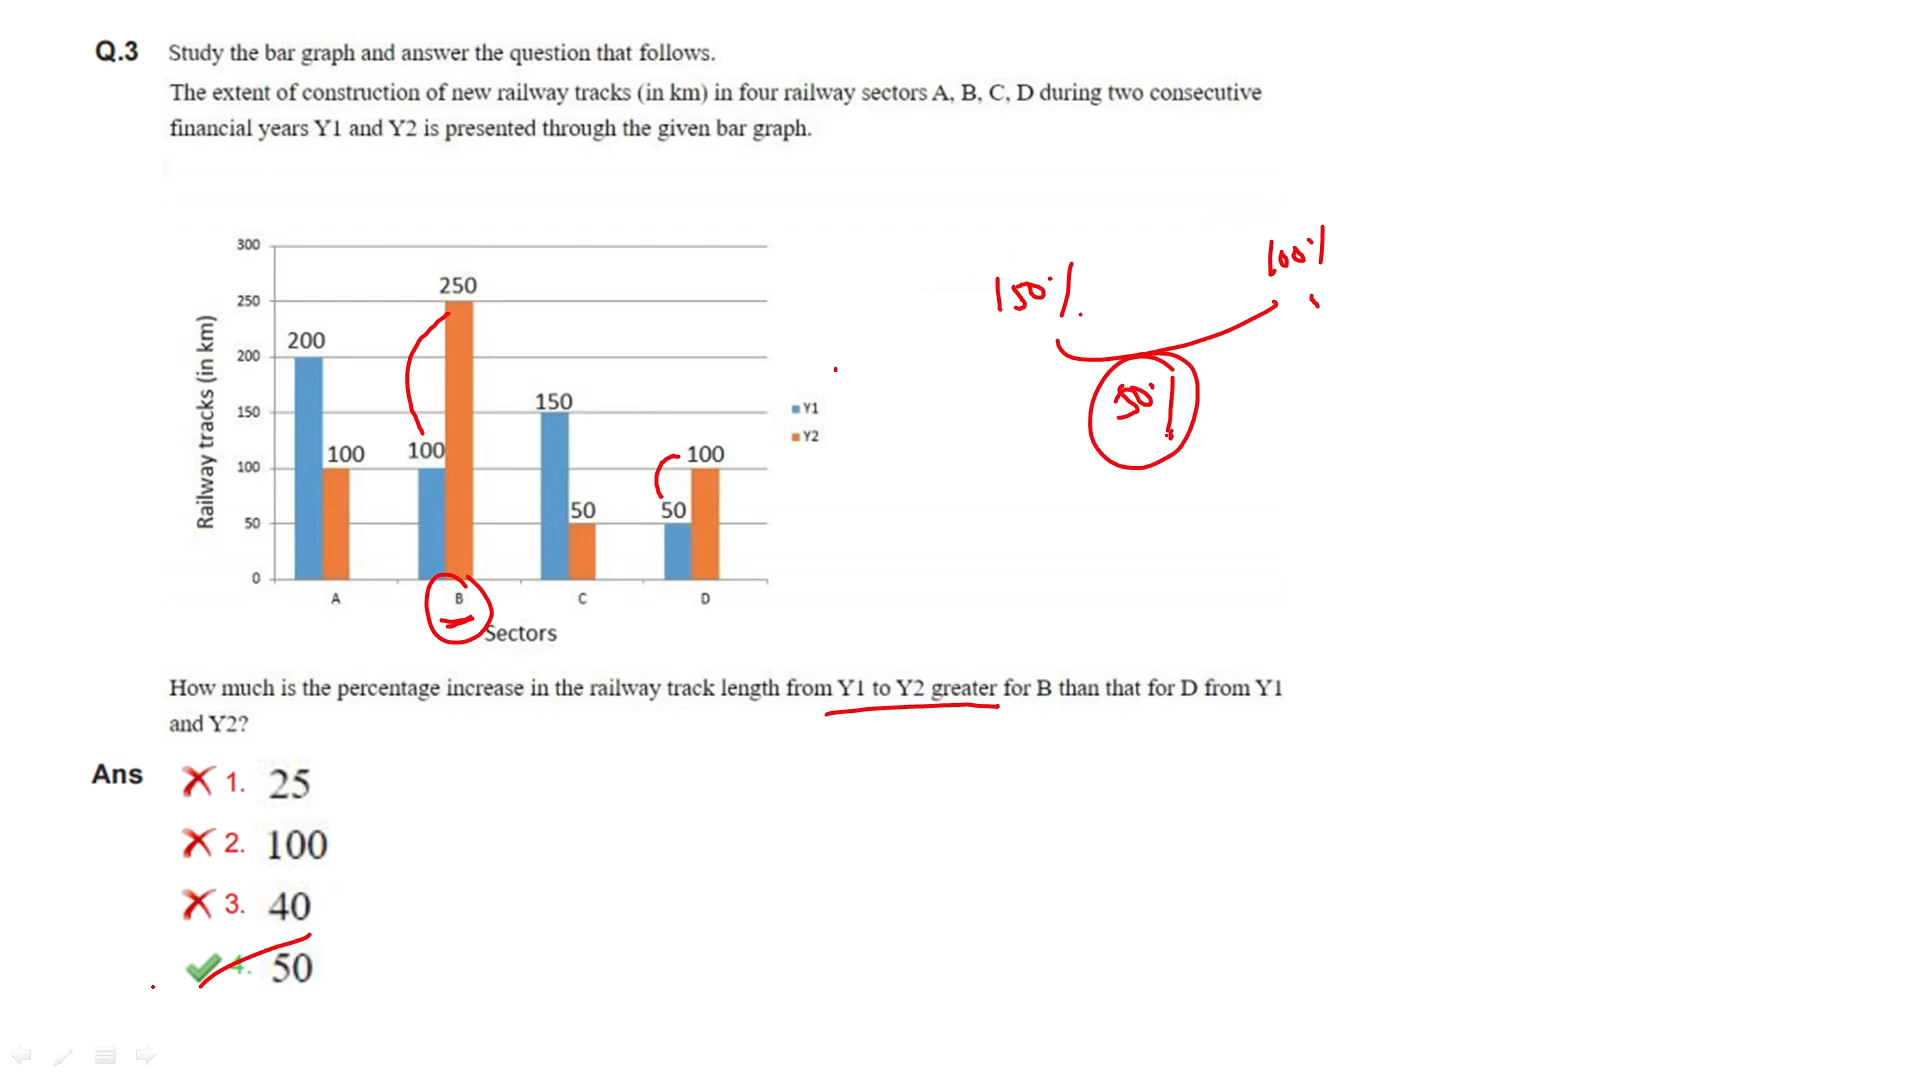 Q.3 Study the bar graph and answer the question that follows.
The extent of construction of new railway tracks (in km) in four railway sectors A, B, C, D during two consecutive
financial years Y1 and Y2 is presented through the given bar graph.
Railway tracks (in km)
300
250
200
150
100
50
0
200
100
100
250
150
50
50
100
A
B
C
D
Sectors
Y1
Y2
150%
100%
50%
How much is the percentage increase in the railway track length from Y1 to Y2 greater for B than that for D from Y1
and Y2?
Ans 1. 25
2. 100
3. 40
4. 50